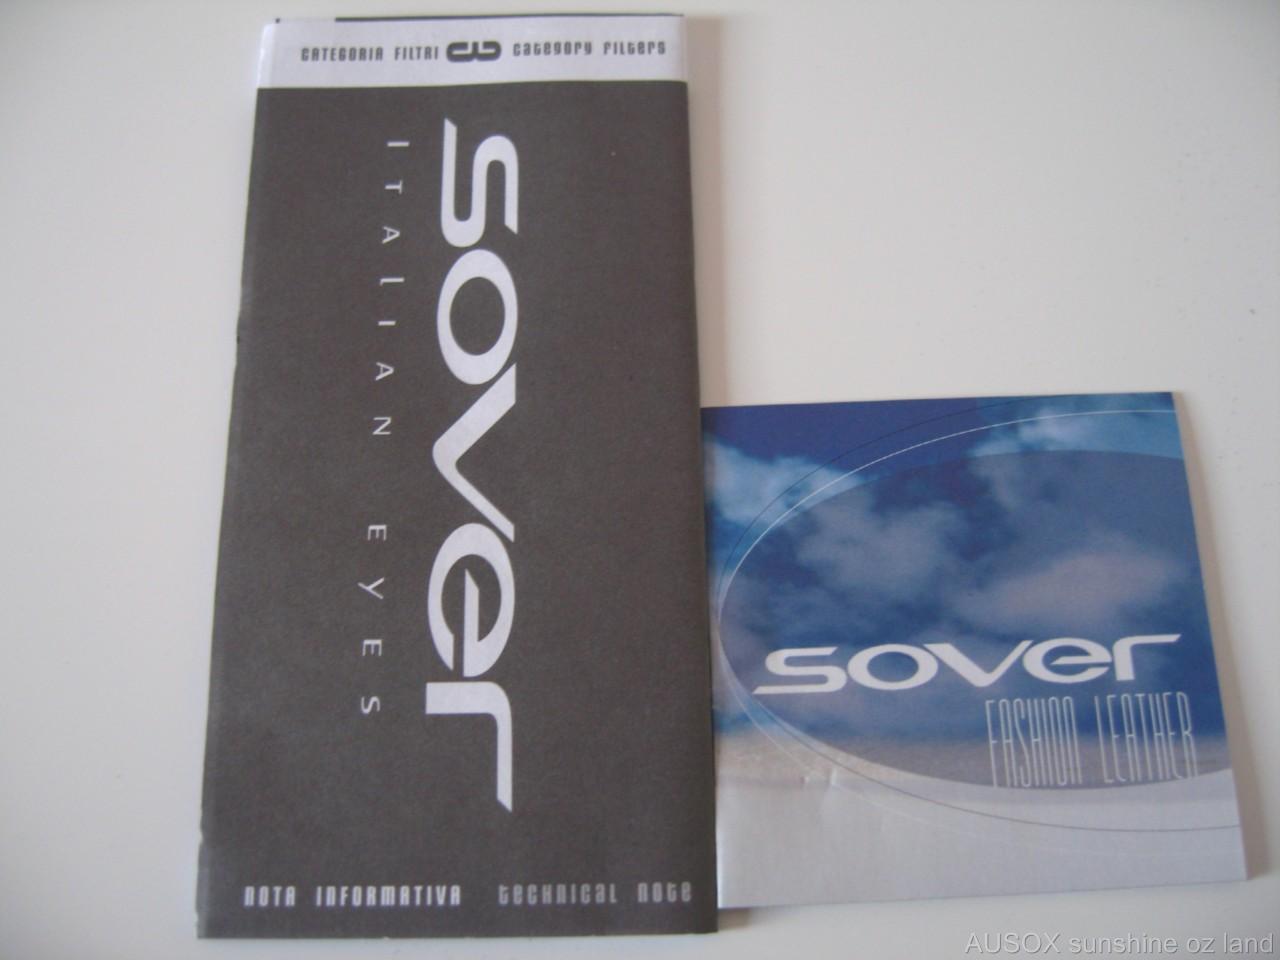 CATEGORIA FILTRI 3 CATEGORY FILTERS
sover
ITALIAN EYES
NOTA INFORMATIVA TECHNICAL NOTE
sover
FASHION LEATHER
AUSOX sunshine oz land